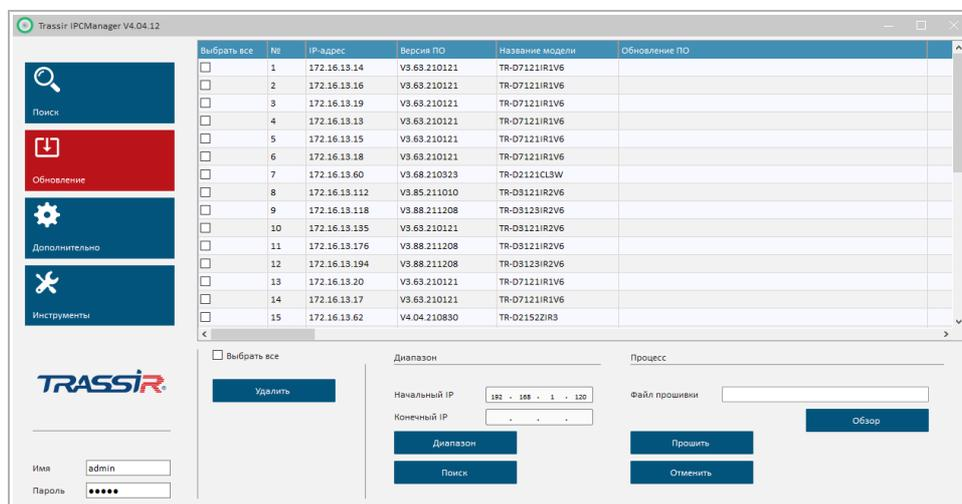 Trassir IPCManager V4.04.12
Поиск
Обновление
Дополнительно
Инструменты
TRASSIR
Имя admin
Пароль •••••
Выбрать все № IP-адрес Версия ПО Название модели Обновление ПО
1 172.16.13.14 V3.63.210121 TR-D7121IR1V6
2 172.16.13.16 V3.63.210121 TR-D7121IR1V6
3 172.16.13.19 V3.63.210121 TR-D7121IR1V6
4 172.16.13.13 V3.63.210121 TR-D7121IR1V6
5 172.16.13.15 V3.63.210121 TR-D7121IR1V6
6 172.16.13.18 V3.63.210121 TR-D7121IR1V6
7 172.16.13.60 V3.68.210323 TR-D2121CL3W
8 172.16.13.112 V3.85.211010 TR-D3121IR2V6
9 172.16.13.118 V3.88.211208 TR-D3123IR2V6
10 172.16.13.135 V3.63.210121 TR-D3121IR2V6
11 172.16.13.176 V3.88.211208 TR-D3121IR2V6
12 172.16.13.194 V3.88.211208 TR-D3123IR2V6
13 172.16.13.20 V3.63.210121 TR-D7121IR1V6
14 172.16.13.17 V3.63.210121 TR-D7121IR1V6
15 172.16.13.62 V4.04.210830 TR-D2152ZIR3
Выбрать все
Удалить
Диапазон
Начальный IP 192 . 168 . 1 . 120
Конечный IP . . .
Диапазон
Поиск
Процесс
Файл прошивки
Обзор
Прошить
Отменить